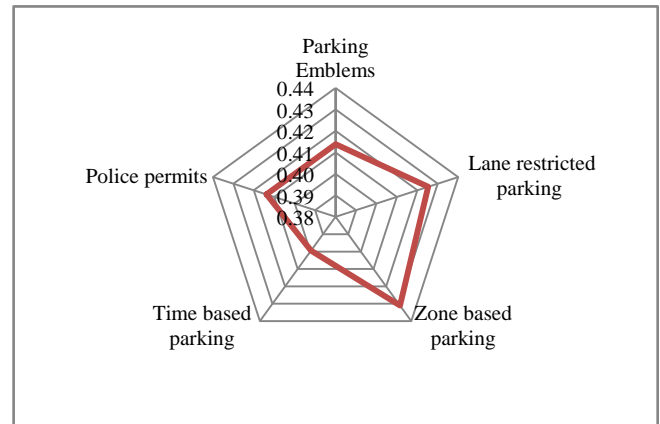 Parking
Emblems
0.44
0.43
0.42
0.41
0.40
0.39
0.38
Lane restricted
parking
Police permits
Time based
parking
Zone based
parking